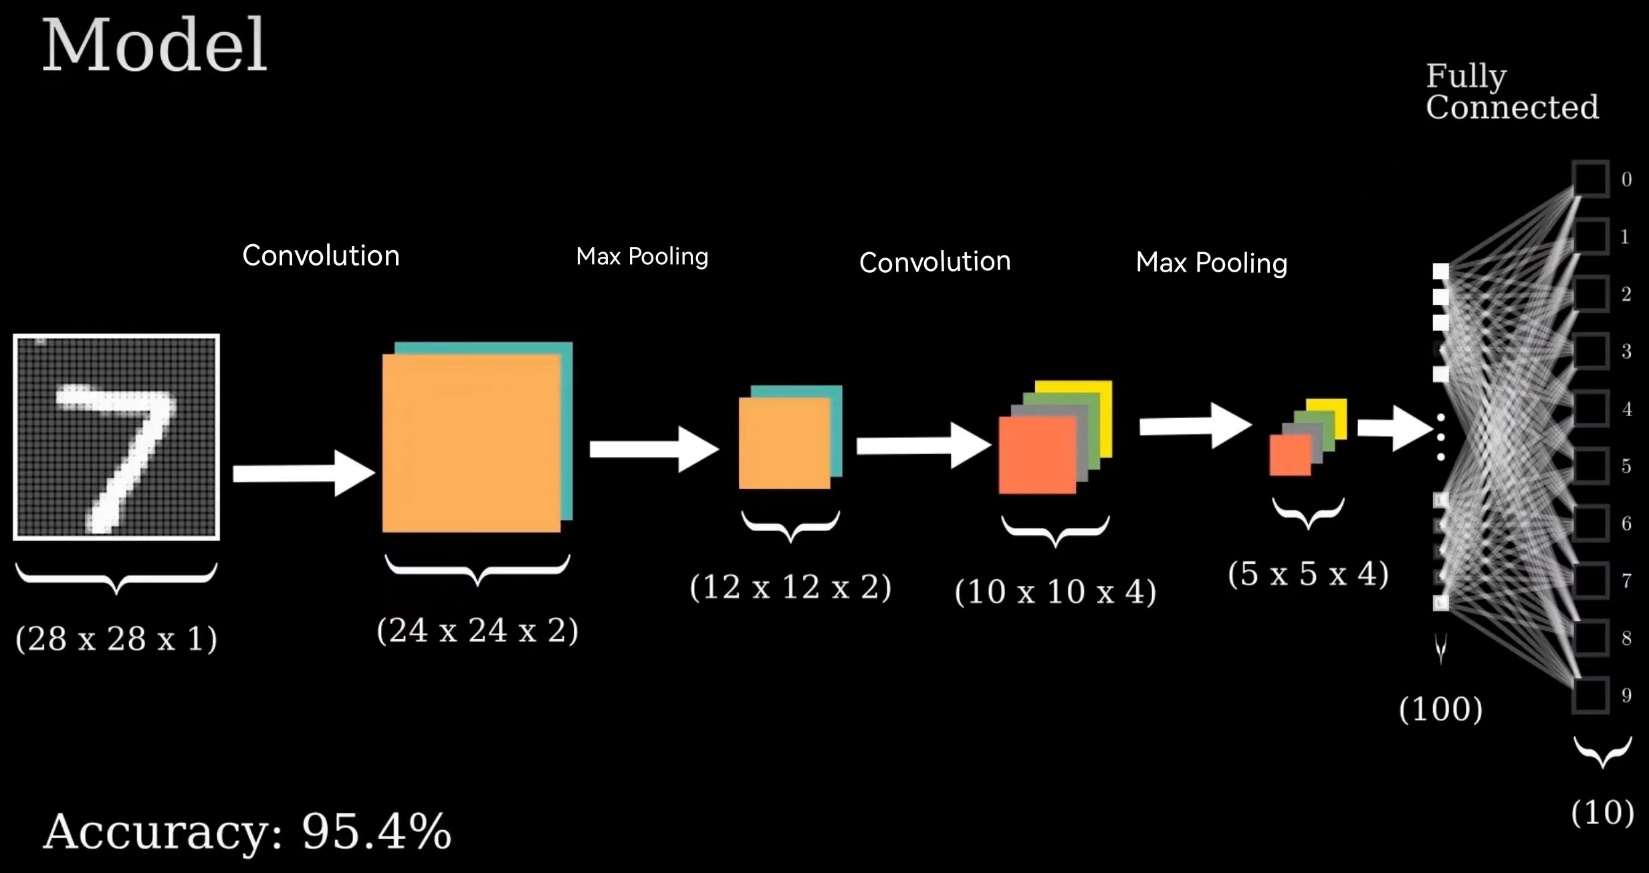 Model
Fully
Connected
Convolution
Max Pooling
Convolution
Max Pooling
(28 x 28 x 1)
(24 x 24 x 2)
(12 x 12 x 2)
(10 x 10 x 4)
(5 x 5 x 4)
(100)
0
1
2
3
4
5
6
7
8
9
(10)
7
Accuracy: 95.4%